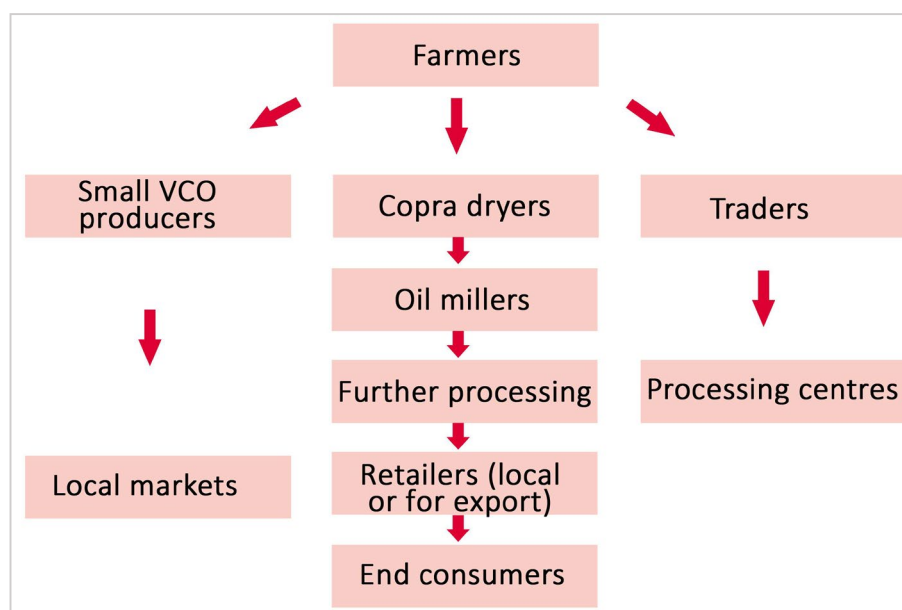 Farmers
Small VCO
producers
Copra dryers
Traders
Oil millers
Further processing
Processing centres
Local markets
Retailers (local
or for export)
End consumers